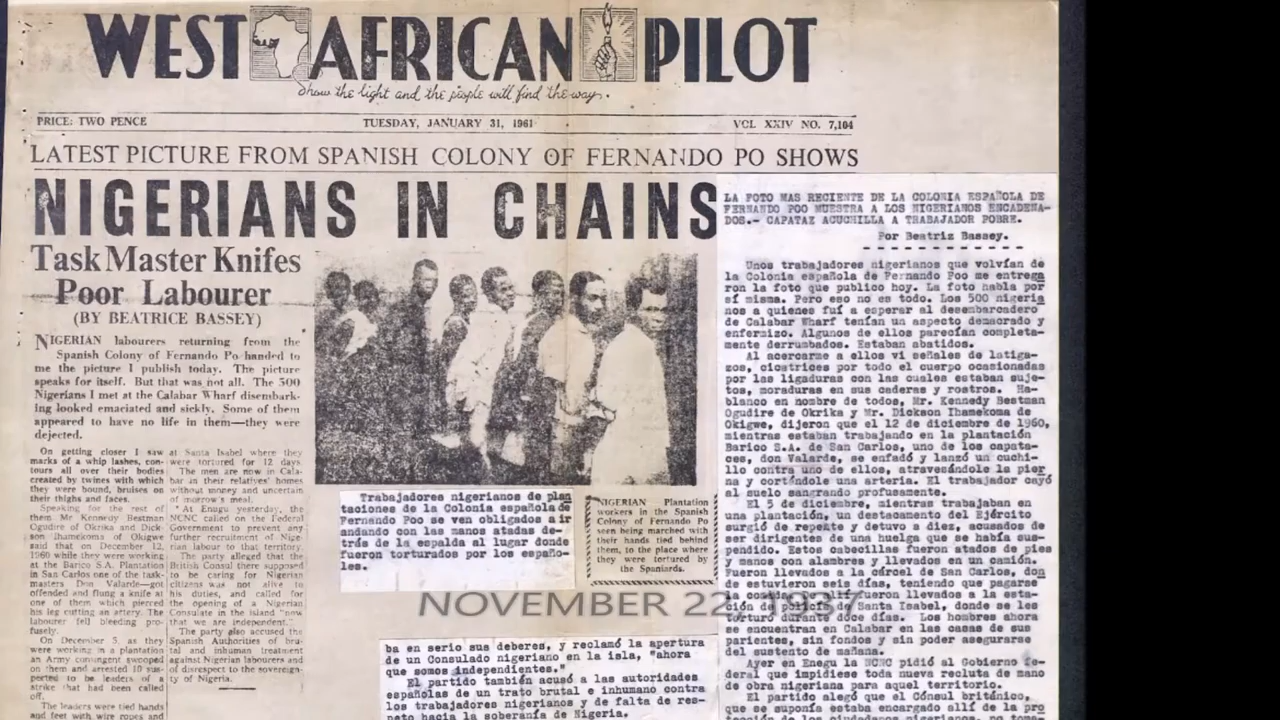 WEST AFRICAN PILOT
Show the light and the people will find the way.
PRICE: TWO PENCE
TUESDAY, JANUARY 31, 1961
VCL XXIV NO. 7,104
LATEST PICTURE FROM SPANISH COLONY OF FERNANDO PO SHOWS
NIGERIANS IN CHAINS
Task Master Knifes
Poor Labourer
(BY BEATRICE BASSEY)
NIGERIAN labourers returning from the
Spanish Colony of Fernando Po handed to
me the picture I publish today. The picture
speaks for itself. But that was not all. The 500
Nigerians I met at the Calabar Wharf disembark-
ing looked emaciated and sickly. Some of them
appeared to have no life in them—they were
dejected.
On getting closer I saw
marks of a whip lashes, con-
tours all over their bodies
created by twines with which
they were bound, bruises on
their thighs and faces.
Speaking for the rest of
them Mr Kennedy Bestman
Ogudire of Okrika and Dick-
son Ihamekoma of Okigwe
said that on December 12,
1960 while they were working
at the Barico S.A. Plantation
in San Carlos one of the task-
masters Don Valarde—got
offended and flung a knife at
one of them which pierced
his leg cutting an artery. The
labourer fell bleeding pro-
fusely.
On December 5, as they
were working in a plantation
an Army contingent swooped
on them and arrested 10 sus-
pected to be leaders of a
strike that had been called
off.
The leaders were tied hands
and feet with wire ropes and
at Santa Isabel where they
were tortured for 12 days.
The men are now in Cala-
bar in their relatives' homes
without money and uncertain
of morrow's meal.
At Enugu yesterday, the
NCNC called on the Federal
Government to prevent any
further recruitment of Nige-
rian labour to that territory.
The party alleged that the
British Consul there supposed
to be caring for Nigerian
citizens was not alive to
his duties, and called for
the opening of a Nigerian
Consulate in the island "now
that we are independent."
The party also accused the
Spanish Authorities of bru-
tal and inhuman treatment
against Nigerian labourers and
of disrespect to the sovereign-
ty of Nigeria.
Trabajadores nigerianos de plan
taciones de la Colonia española de
Fernando Poo se ven obligados a ir
andando con las manos atadas de-
trás de la espalda al lugar donde
fueron torturados por los españo-
les.
NIGERIAN Plantation
workers in the Spanish
Colony of Fernando Po
seen being marched with
their hands tied behind
them, to the place where
they were tortured by
the Spaniards.
NOVEMBER 22, 1937
ba en serio sus deberes, y reclamó la apertura
de un Consulado nigeriano en la isla, "ahora
que somos independientes."
El partido también acusó a las autoridades
españolas de un trato brutal e inhumano contra
los trabajadores nigerianos y de falta de res-
peto hacia la soberanía de Nigeria.
LA FOTO MAS RECIENTE DE LA COLONIA ESPAÑOLA DE
FERNANDO POO MUESTRA A LOS NIGERIANOS ENCADENA-
DOS.- CAPATAZ ACUCHILLA A TRABAJADOR POBRE.
Por Beatriz Bassey.
Unos trabajadores nigerianos que volvían de
la Colonia española de Fernando Poo me entrega
ron la foto que publico hoy. La foto habla por
sí misma. Pero eso no es todo. Los 500 nigeria
nos a quienes fuí a esperar al desembarcadero
de Calabar Wharf tenían un aspecto demacrado y
enfermizo. Algunos de ellos parecían completa-
mente derrumbados. Estaban abatidos.
Al acercarme a ellos vi señales de latiga-
zos, cicatrices por todo el cuerpo ocasionadas
por las ligaduras con las cuales estaban suje-
tos, moraduras en sus caderas y rostros. Ha-
blanco en nombre de todos, Mr. Kennedy Bestman
Ogudire de Okrika y Mr. Dickson Ihamekoma de
Okigwe, dijeron que el 12 de diciembre de 1960,
mientras estaban trabajando en la plantación
Barico S.A. de San Carlos, uno de los capata-
ces, don Valarde, se enfadó y lanzó un cuchi-
llo contra uno de ellos, atravesándole la pier
na y cortándole una arteria. El trabajador cayó
al suelo sangrando profusamente.
El 5 de diciembre, mientras trabajaban en
una plantación, un destacamento del Ejército
surgió de repente y detuvo a diez, acusados de
ser dirigentes de una huelga que se había sus-
pendido. Estos cabecillas fueron atados de pies
y manos con alambres y llevados en un camión.
Fueron llevados a la cárcel de San Carlos, don
de estuvieron seis días, teniendo que pagarse
la allí fueron llevados a la esta-
ción de policía de Santa Isabel, donde se les
torturó durante doce días. Los hombres ahora
se encuentran en Calabar en las casas de sus
parientes, sin fondos y sin poder asegurarse
del sustento de mañana.
Ayer en Enegu la NCNC pidió al Gobierno fe-
deral que impidiese toda nueva recluta de mano
de obra nigeriana para aquel territorio.
El partido alegó que el Cónsul británico,
que se suponía estaba encargado allí de la pro
tección de los ciudadanos nigerianos, no toma-